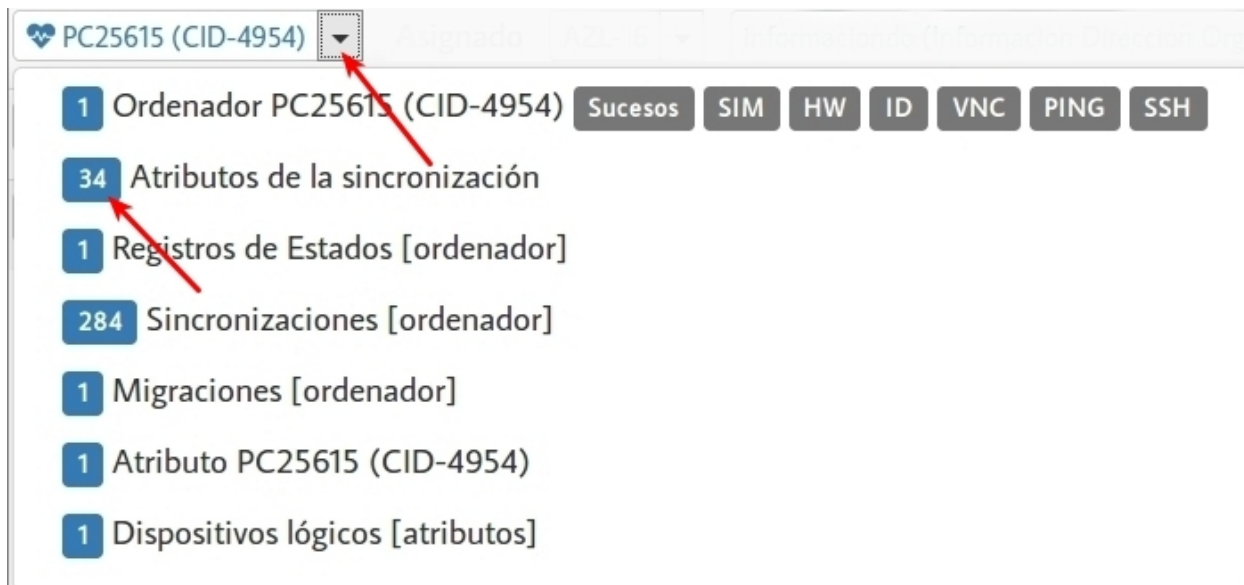 PC25615 (CID-4954) Asignado
1 Ordenador PC25615 (CID-4954) Sucesos SIM HW ID VNC PING SSH
34 Atributos de la sincronización
1 Registros de Estados [ordenador]
284 Sincronizaciones [ordenador]
1 Migraciones [ordenador]
1 Atributo PC25615 (CID-4954)
1 Dispositivos lógicos [atributos]